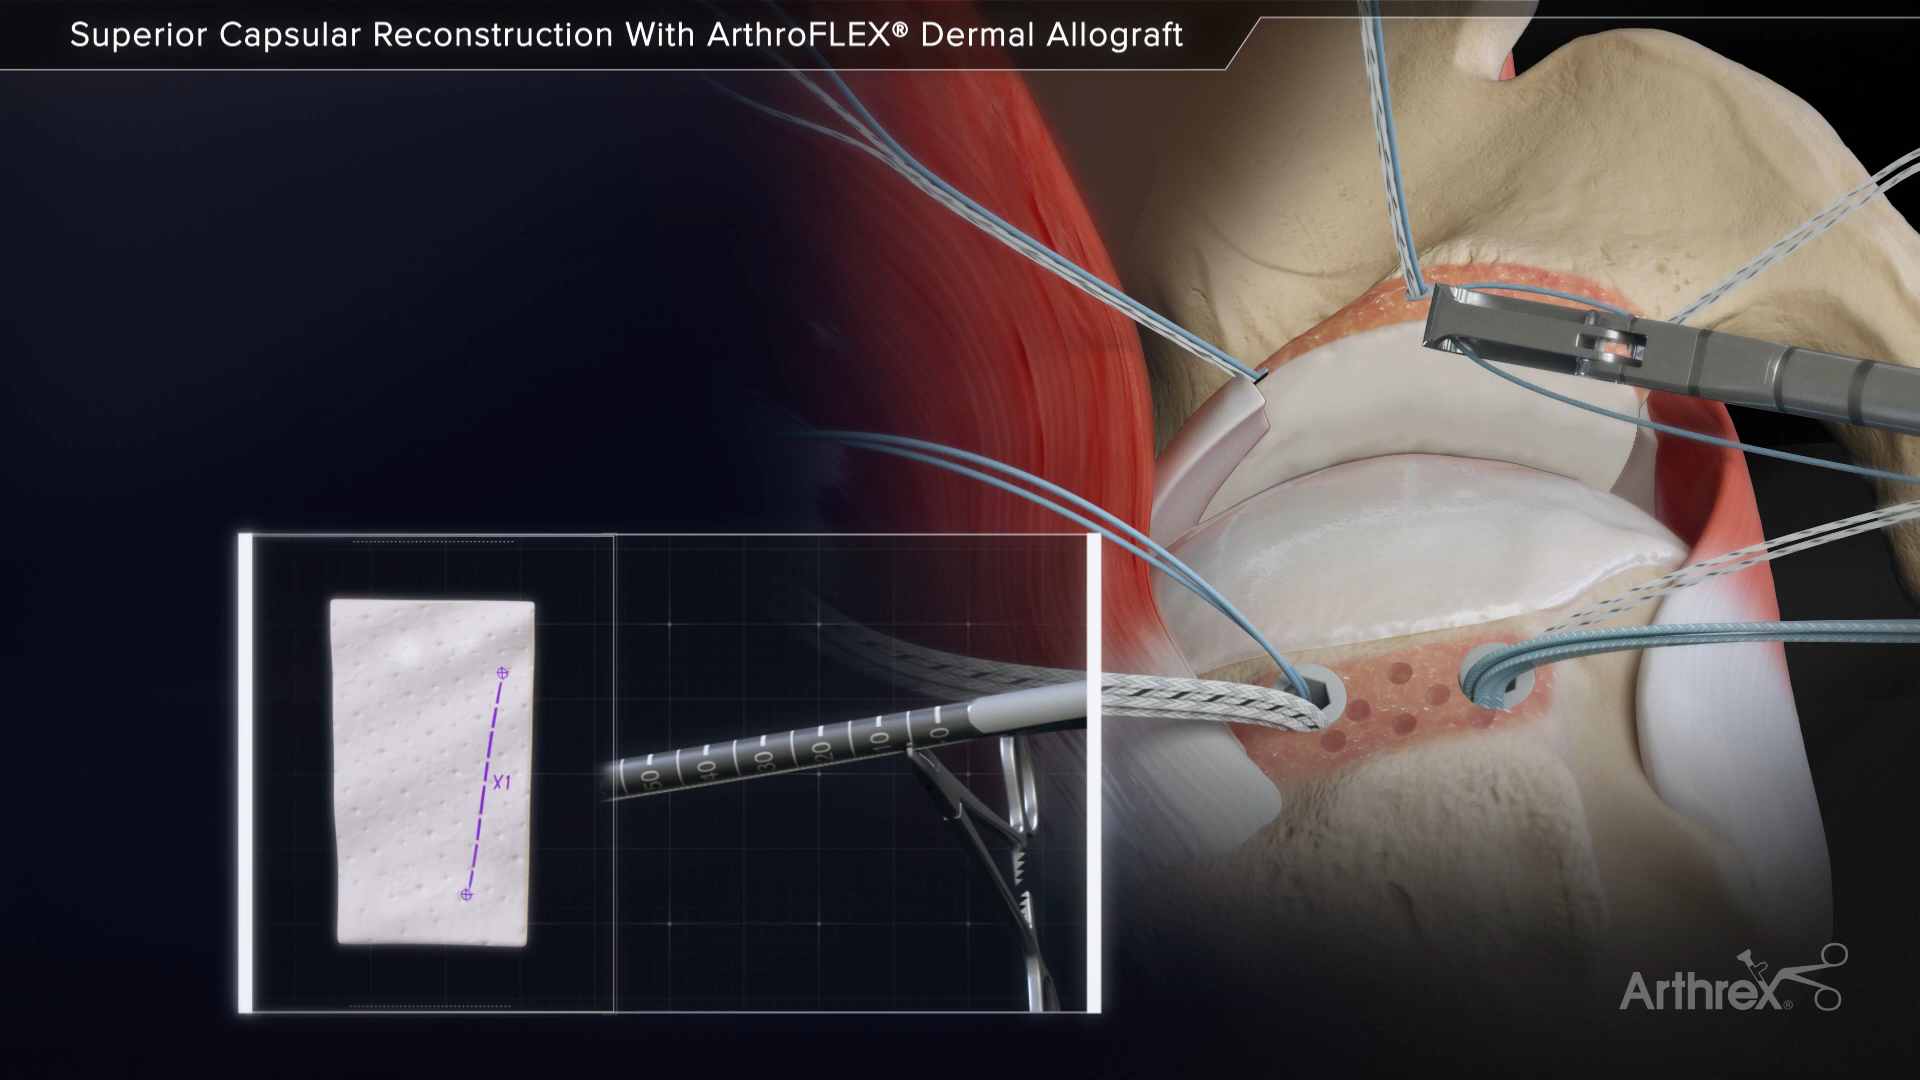 Superior Capsular Reconstruction With ArthroFLEX® Dermal Allograft
X1
50 40 30 20 10 0
Arthrex®